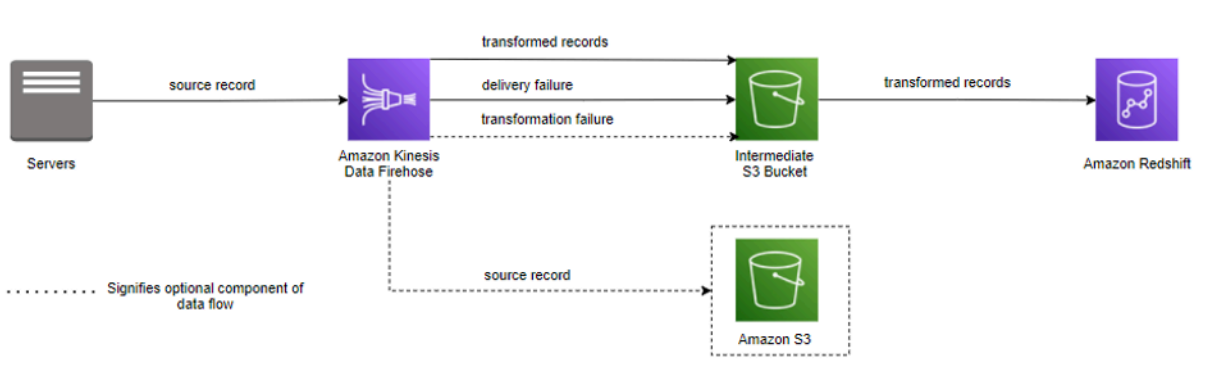 transformed records
source record
delivery failure
transformed records
transformation failure
Servers
Amazon Kinesis
Data Firehose
Intermediate
S3 Bucket
Amazon Redshift
source record
Signifies optional component of
data flow
Amazon S3